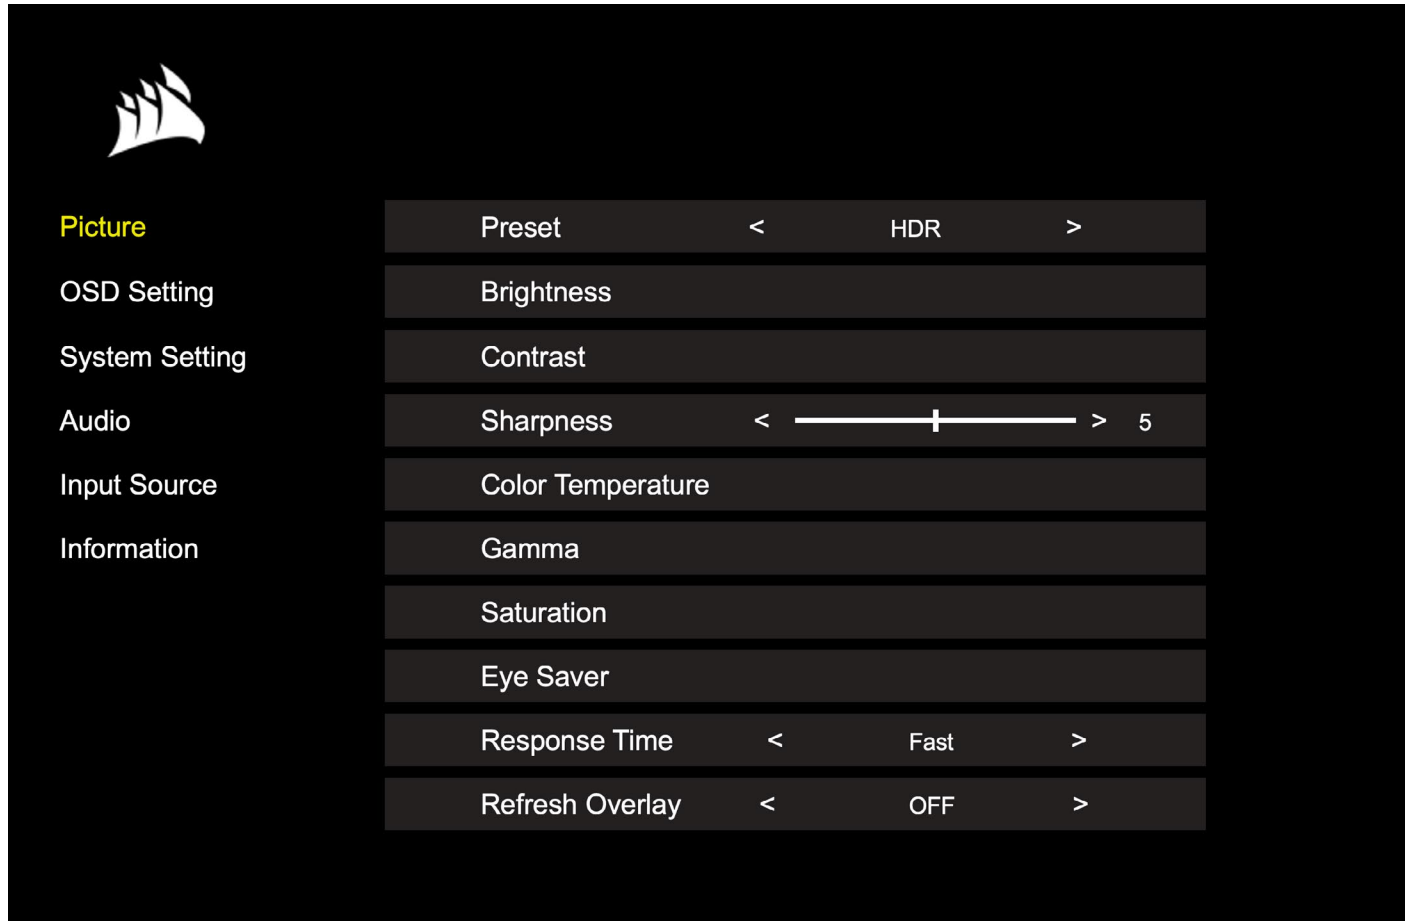 Picture
Preset < HDR >
OSD Setting
Brightness
System Setting
Contrast
Audio
Sharpness < > 5
Input Source
Color Temperature
Information
Gamma
Saturation
Eye Saver
Response Time < Fast >
Refresh Overlay < OFF >